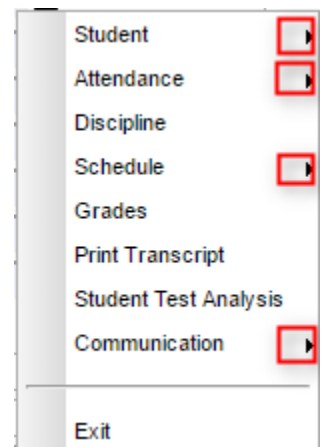 Student
Attendance
Discipline
Schedule
Grades
Print Transcript
Student Test Analysis
Communication
Exit